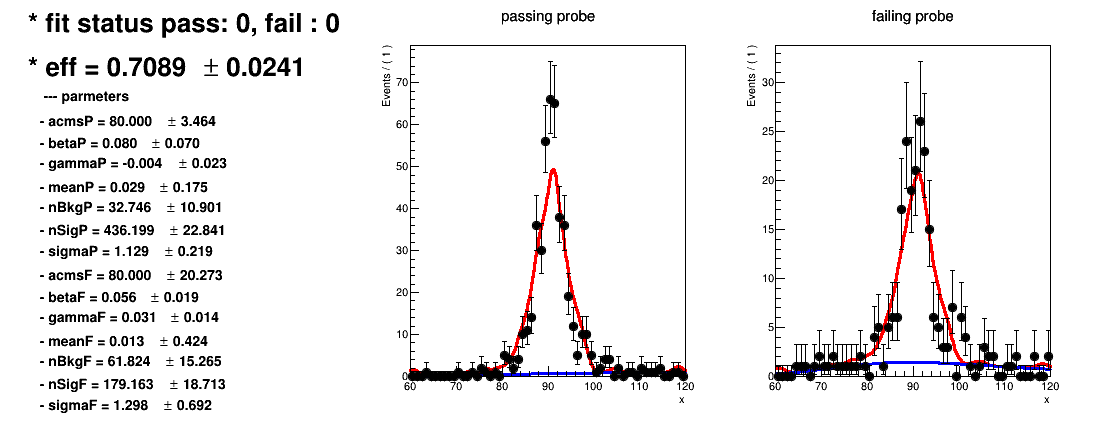 * fit status pass: 0, fail : 0
* eff = 0.7089 ± 0.0241
--- parmeters
- acmsP = 80.000 ± 3.464
- betaP = 0.080 ± 0.070
- gammaP = -0.004 ± 0.023
- meanP = 0.029 ± 0.175
- nBkgP = 32.746 ± 10.901
- nSigP = 436.199 ± 22.841
- sigmaP = 1.129 ± 0.219
- acmsF = 80.000 ± 20.273
- betaF = 0.056 ± 0.019
- gammaF = 0.031 ± 0.014
- meanF = 0.013 ± 0.424
- nBkgF = 61.824 ± 15.265
- nSigF = 179.163 ± 18.713
- sigmaF = 1.298 ± 0.692
passing probe
Events / ( 1 )
70
60
50
40
30
20
10
0
60 70 80 90 100 110 120
x
failing probe
Events / ( 1 )
30
25
20
15
10
5
0
60 70 80 90 100 110 120
x